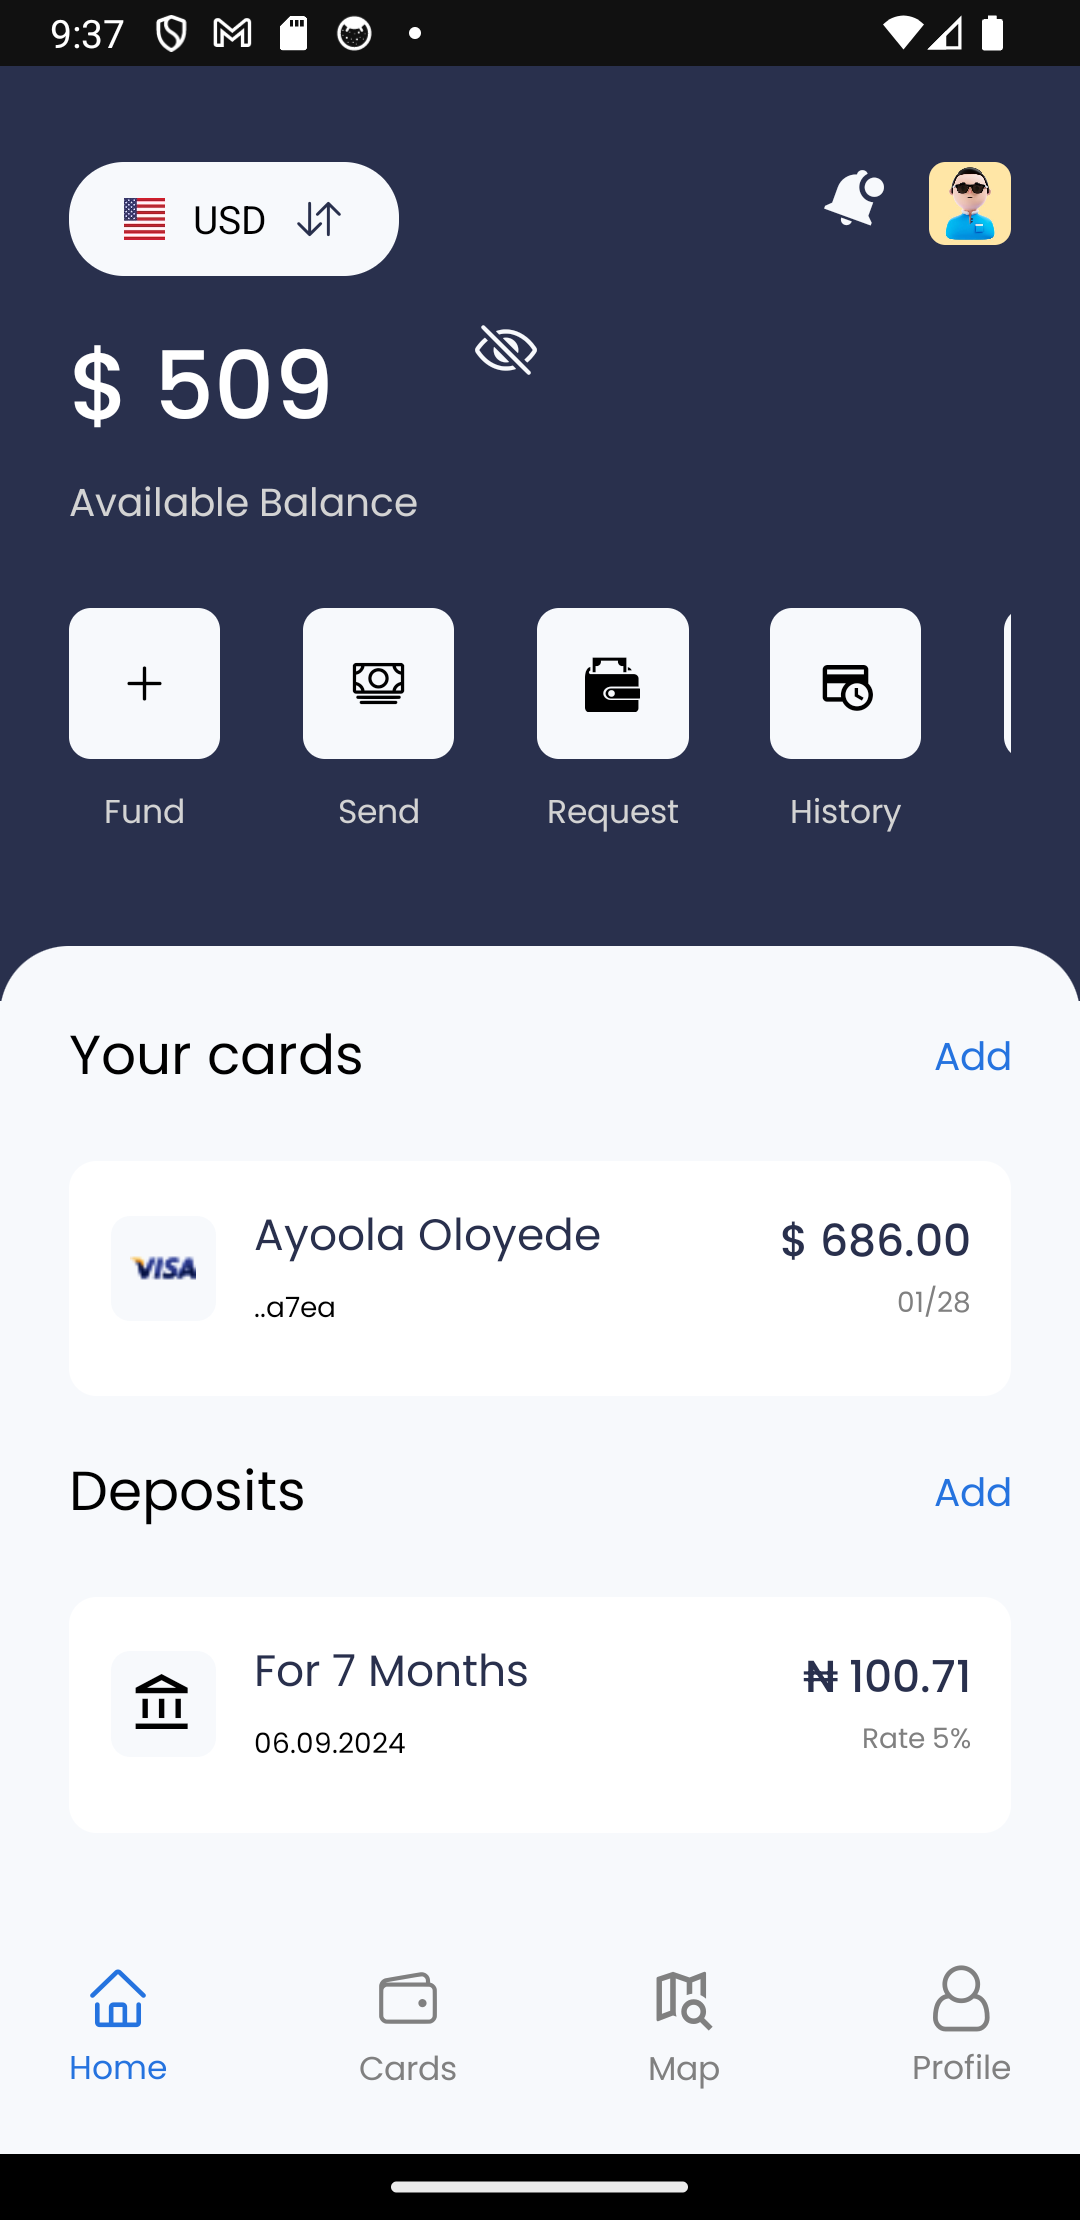 9:37
USD
$ 509
Available Balance
Fund
Send
Request
History
Your cards
Add
VISA
Ayoola Oloyede
$ 686.00
..a7ea
01/28
Deposits
Add
For 7 Months
₦ 100.71
06.09.2024
Rate 5%
Home
Cards
Map
Profile